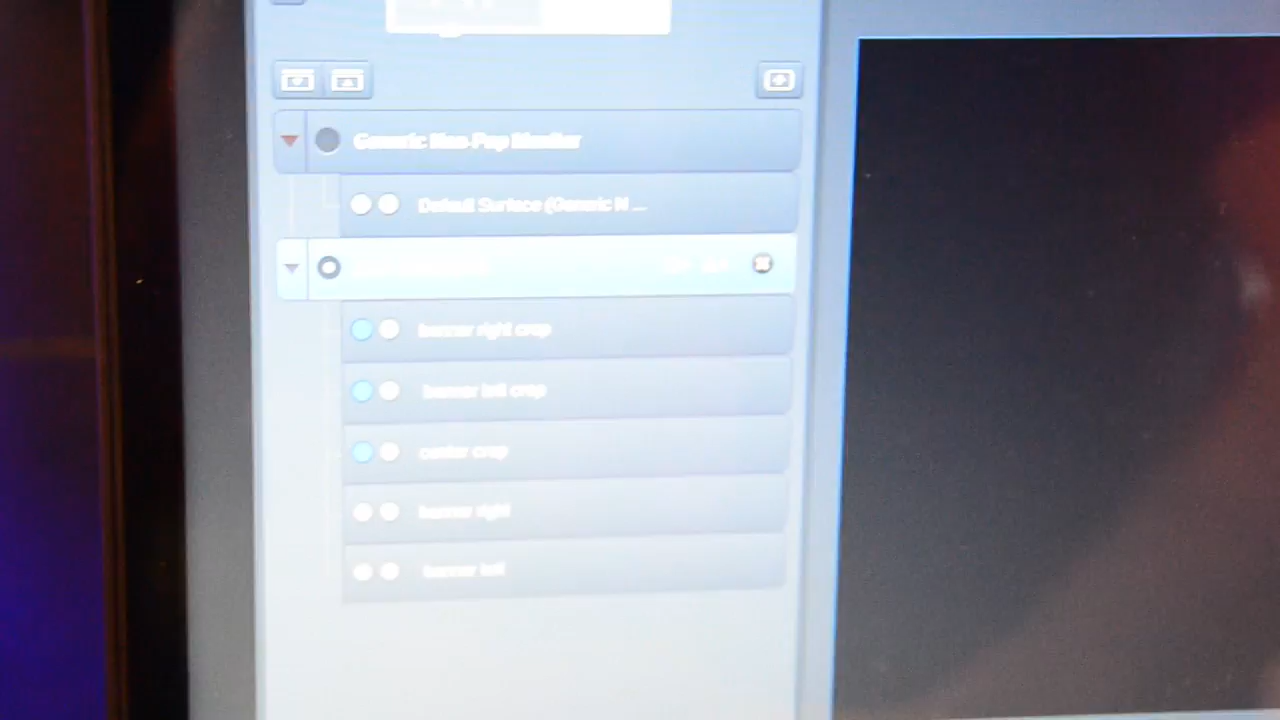 Generic Non-Pnp Monitor
Default Surface (Generic N ...
banner right crop
banner left crop
center crop
banner right
banner left